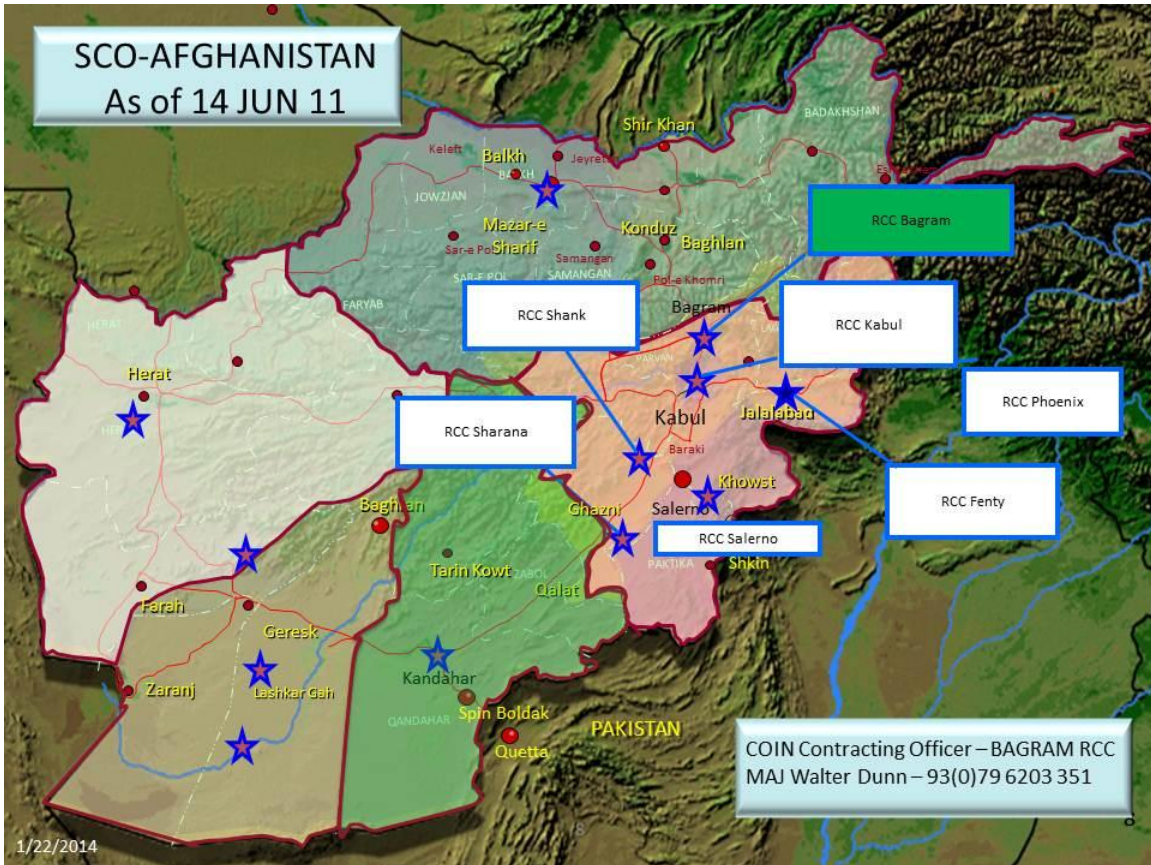 SCO-AFGHANISTAN
As of 14 JUN 11
BADAKHSHAN
Shir Khan
Keleft
Balkh
BALKH
JOWZJAN
Mazar-e
Sharif
Konduz
Baghlan
Samangan
SAR-E POL
SAMANGAN
Pol-e Khomri
FARYAB
RCC Bagram
RCC Shank
Bagram
RCC Kabul
PARVAN
HERAT
Herat
Kabul
Jalalabad
RCC Phoenix
RCC Sharana
Baraki
Khowst
RCC Fenty
Ghazni
Salerno
RCC Salerno
PAKTIKA
Shkin
Tarin Kowt
ZABOL
Qalat
Farah
Geresk
Kandahar
Zaranj
Lashkar Gah
QANDAHAR
Spin Boldak
PAKISTAN
Quetta
COIN Contracting Officer – BAGRAM RCC
MAJ Walter Dunn – 93(0)79 6203 351
8
8
1/22/2014